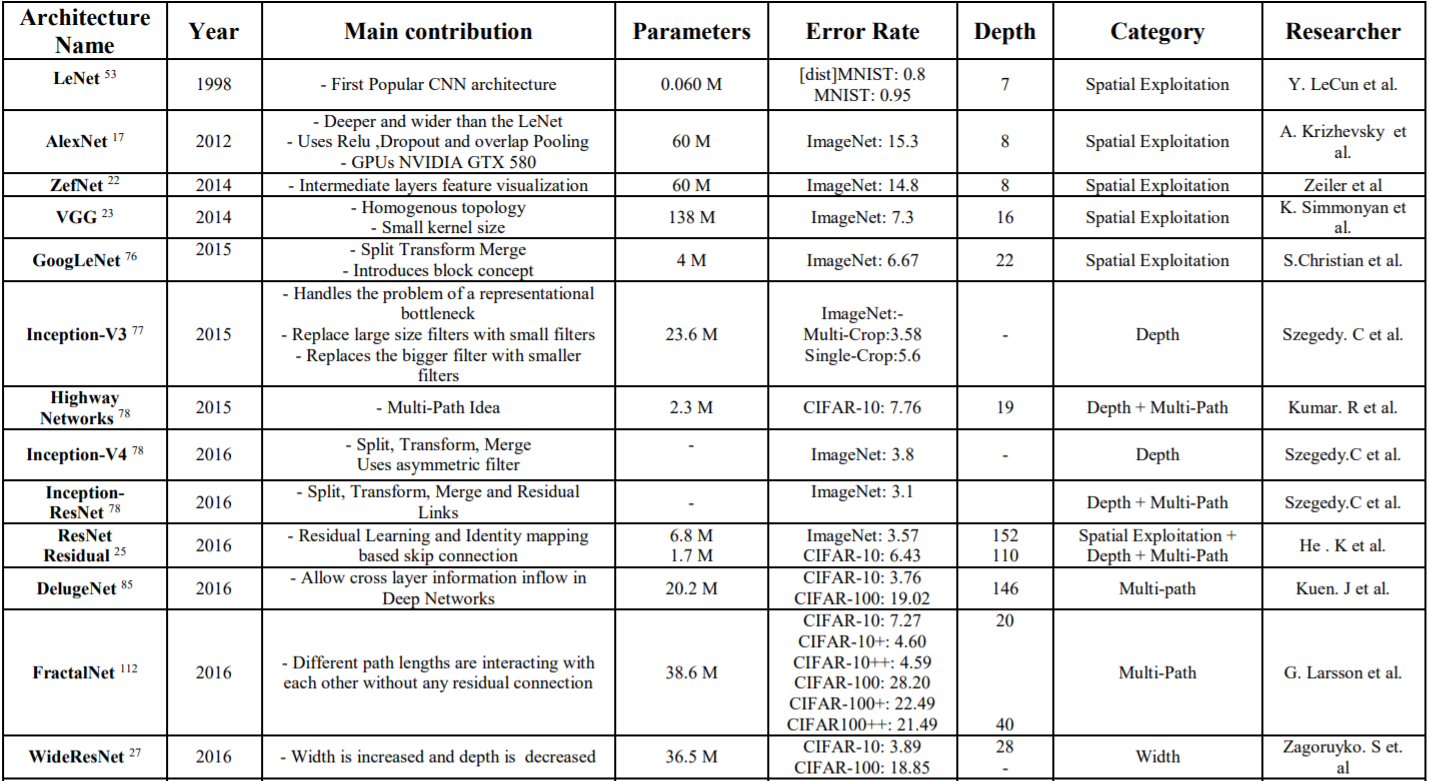 Architecture Name Year Main contribution Parameters Error Rate Depth Category Researcher
LeNet 53 1998 - First Popular CNN architecture 0.060 M [dist]MNIST: 0.8 7 Spatial Exploitation Y. LeCun et al.
MNIST: 0.95
AlexNet 17 2012 - Deeper and wider than the LeNet 60 M ImageNet: 15.3 8 Spatial Exploitation A. Krizhevsky et al.
- Uses Relu ,Dropout and overlap Pooling
- GPUs NVIDIA GTX 580
ZefNet 22 2014 - Intermediate layers feature visualization 60 M ImageNet: 14.8 8 Spatial Exploitation Zeiler et al
VGG 23 2014 - Homogenous topology 138 M ImageNet: 7.3 16 Spatial Exploitation K. Simmonyan et al.
- Small kernel size
GoogLeNet 76 2015 - Split Transform Merge 4 M ImageNet: 6.67 22 Spatial Exploitation S.Christian et al.
- Introduces block concept
Inception-V3 77 2015 - Handles the problem of a representational 23.6 M ImageNet:- - Depth Szegedy. C et al.
bottleneck Multi-Crop:3.58
- Replace large size filters with small filters Single-Crop:5.6
- Replaces the bigger filter with smaller
filters
Highway Networks 78 2015 - Multi-Path Idea 2.3 M CIFAR-10: 7.76 19 Depth + Multi-Path Kumar. R et al.
Inception-V4 78 2016 - Split, Transform, Merge - ImageNet: 3.8 - Depth Szegedy.C et al.
Uses asymmetric filter
Inception-ResNet 78 2016 - Split, Transform, Merge and Residual - ImageNet: 3.1 Depth + Multi-Path Szegedy.C et al.
Links
ResNet 2016 - Residual Learning and Identity mapping 6.8 M ImageNet: 3.57 152 Spatial Exploitation + He . K et al.
Residual 25 based skip connection 1.7 M CIFAR-10: 6.43 110 Depth + Multi-Path
DelugeNet 85 2016 - Allow cross layer information inflow in 20.2 M CIFAR-10: 3.76 146 Multi-path Kuen. J et al.
Deep Networks CIFAR-100: 19.02
FractalNet 112 2016 - Different path lengths are interacting with 38.6 M CIFAR-10: 7.27 20 Multi-Path G. Larsson et al.
each other without any residual connection CIFAR-10+: 4.60
CIFAR-10++: 4.59
CIFAR-100: 28.20
CIFAR-100+: 22.49
CIFAR100++: 21.49 40
WideResNet 27 2016 - Width is increased and depth is decreased 36.5 M CIFAR-10: 3.89 28 Width Zagoruyko. S et.
CIFAR-100: 18.85 - al